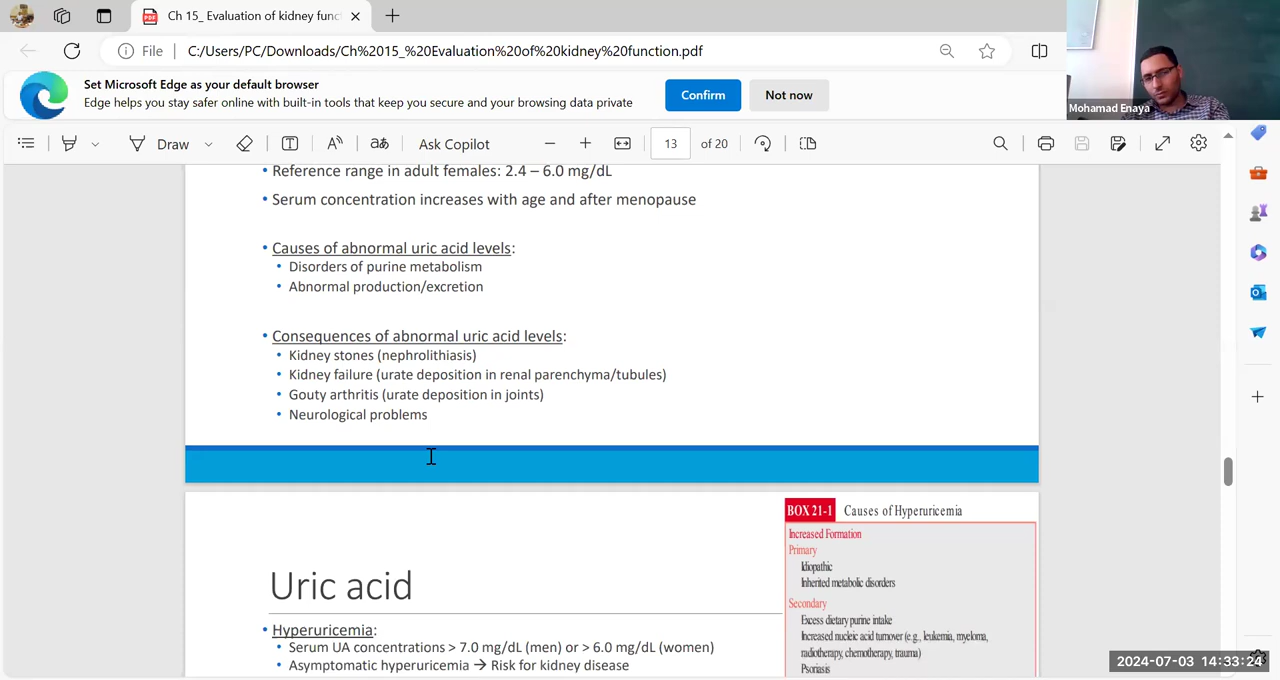 Ch 15_ Evaluation of kidney func
File
C:/Users/PC/Downloads/Ch%2015_%20Evaluation%20of%20kidney%20function.pdf
Set Microsoft Edge as your default browser
Edge helps you stay safer online with built-in tools that keep you secure and your browsing data private
Confirm
Not now
Mohamad Enaya
Draw
Ask Copilot
13 of 20
• Reference range in adult females: 2.4 – 6.0 mg/dL
• Serum concentration increases with age and after menopause
• Causes of abnormal uric acid levels:
• Disorders of purine metabolism
• Abnormal production/excretion
• Consequences of abnormal uric acid levels:
• Kidney stones (nephrolithiasis)
• Kidney failure (urate deposition in renal parenchyma/tubules)
• Gouty arthritis (urate deposition in joints)
• Neurological problems
Uric acid
• Hyperuricemia:
• Serum UA concentrations > 7.0 mg/dL (men) or > 6.0 mg/dL (women)
• Asymptomatic hyperuricemia → Risk for kidney disease
BOX 21-1 Causes of Hyperuricemia
Increased Formation
Primary
Idiopathic
Inherited metabolic disorders
Secondary
Excess dietary purine intake
Increased nucleic acid turnover (e.g., leukemia, myeloma,
radiotherapy, chemotherapy, trauma)
Psoriasis
2024-07-03 14:33:24